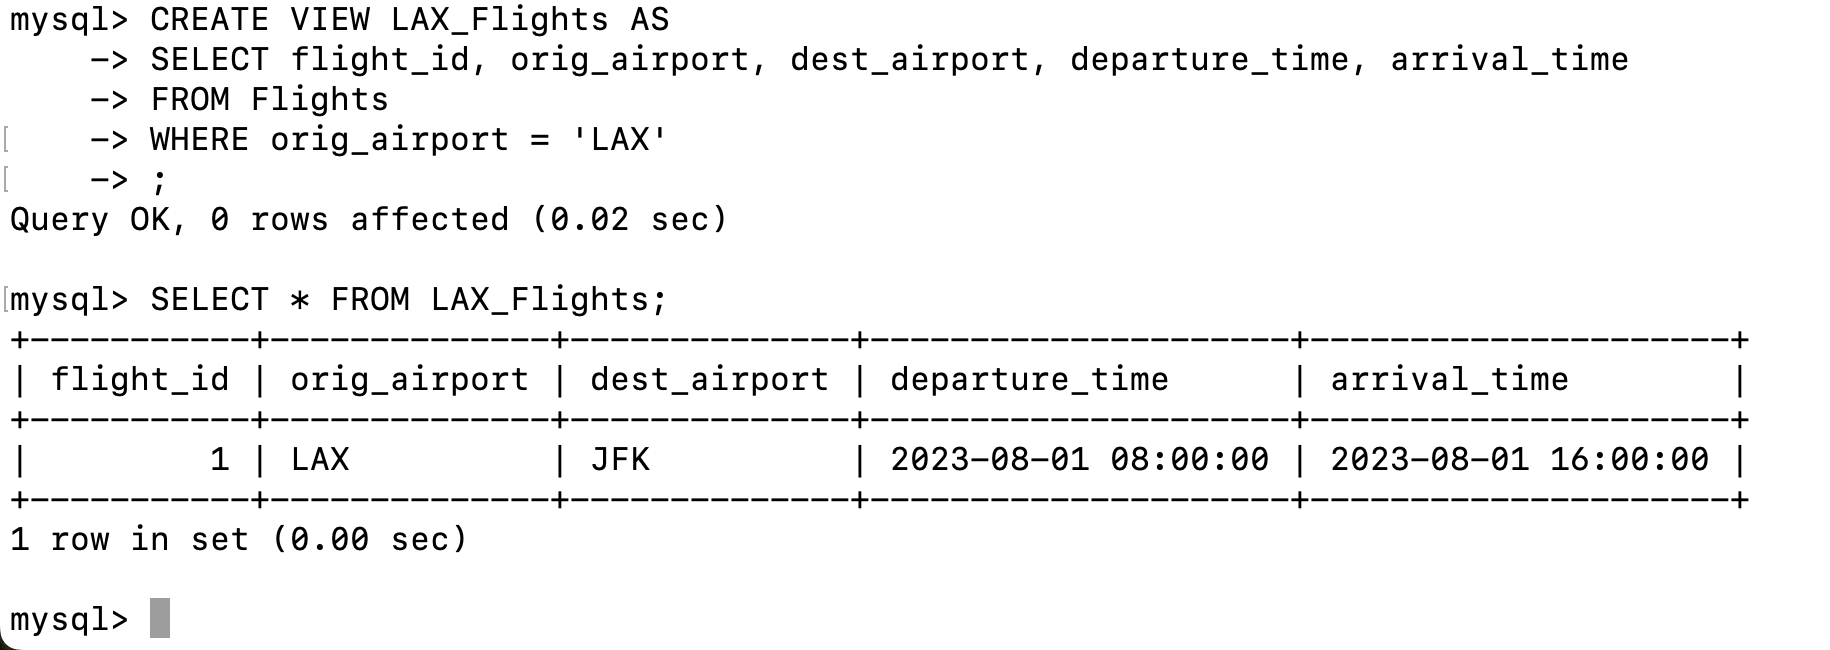 mysql> CREATE VIEW LAX_Flights AS
    -> SELECT flight_id, orig_airport, dest_airport, departure_time, arrival_time
    -> FROM Flights
[    -> WHERE orig_airport = 'LAX'
[    -> ;
Query OK, 0 rows affected (0.02 sec)

[mysql> SELECT * FROM LAX_Flights;
+-----------+--------------+--------------+---------------------+---------------------+
| flight_id | orig_airport | dest_airport | departure_time      | arrival_time        |
+-----------+--------------+--------------+---------------------+---------------------+
|         1 | LAX          | JFK          | 2023-08-01 08:00:00 | 2023-08-01 16:00:00 |
+-----------+--------------+--------------+---------------------+---------------------+
1 row in set (0.00 sec)

mysql>